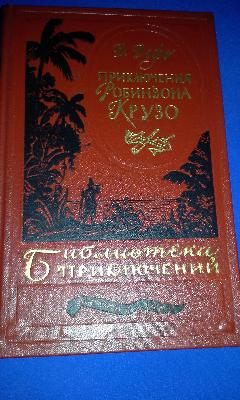 Д. Дефо
ПРИКЛЮЧЕНИЯ
РОБИНЗОНА
КРУЗО
Библиотека
ПРИКЛЮЧЕНИЙ